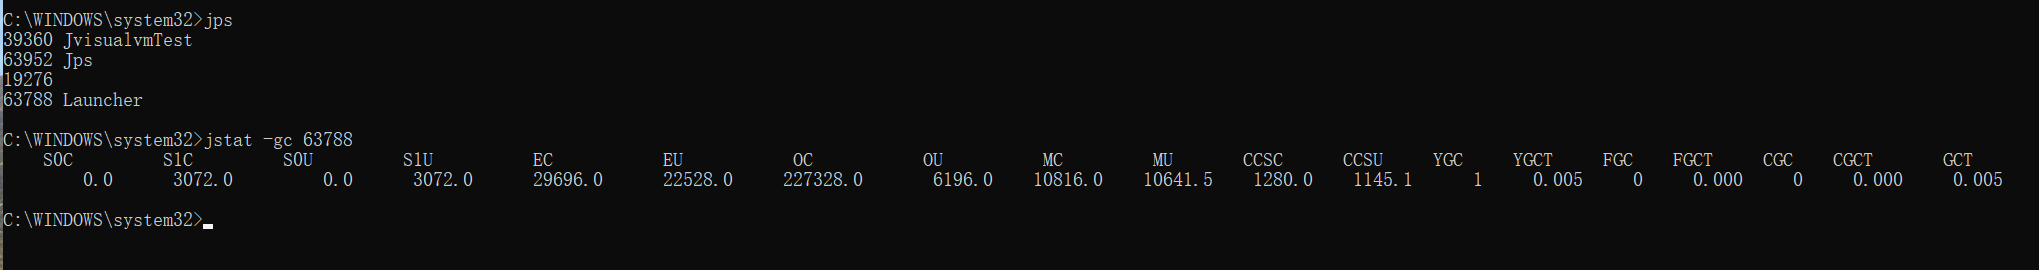 C:\WINDOWS\system32>jps
39360 JvisualvmTest
63952 Jps
19276
63788 Launcher
C:\WINDOWS\system32>jstat -gc 63788
S0C S1C S0U S1U EC EU OC OU MC MU CCSC CCSU YGC YGCT FGC FGCT CGC CGCT GCT
0.0 3072.0 0.0 3072.0 29696.0 22528.0 227328.0 6196.0 10816.0 10641.5 1280.0 1145.1 1 0.005 0 0.000 0 0.000 0.005
C:\WINDOWS\system32>